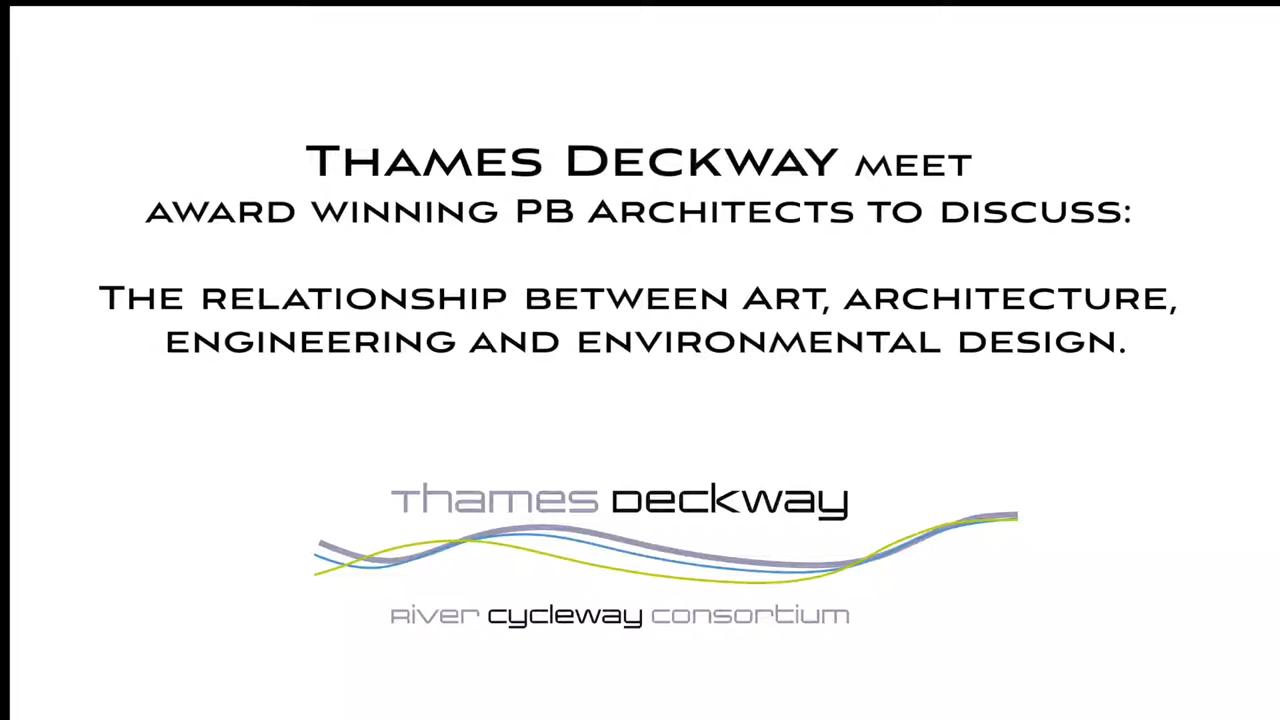 THAMES DECKWAY MEET
AWARD WINNING PB ARCHITECTS TO DISCUSS:
THE RELATIONSHIP BETWEEN ART, ARCHITECTURE,
ENGINEERING AND ENVIRONMENTAL DESIGN.
Thames Deckway
River cycleway consortium